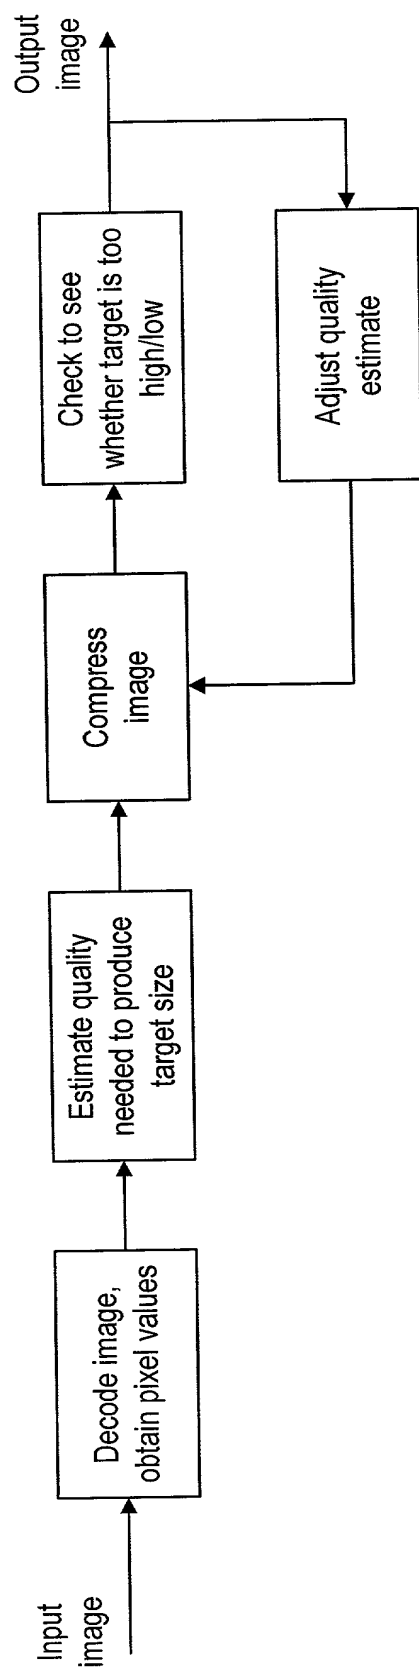 Input
image
Decode image,
obtain pixel values
Estimate quality
needed to produce
target size
Compress
image
Check to see
whether target is too
high/low
Output
image
Adjust quality
estimate